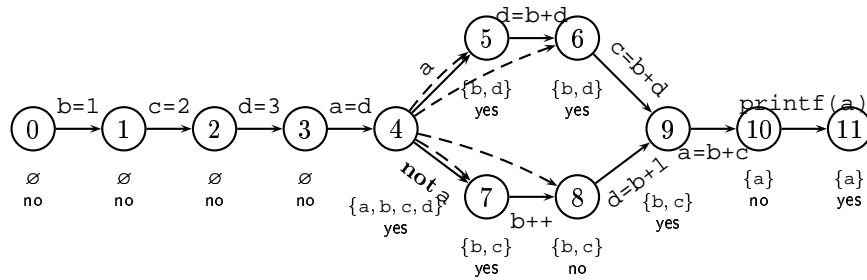 d=b+d
5
6
a
c=b+d
{b, d}
yes
{b, d}
yes
b=1
c=2
d=3
a=d
printf(a)
0
1
2
3
4
9
10
11
a=b+c
∅
no
∅
no
∅
no
∅
no
{a, b, c, d}
yes
not a
7
8
b++
d=b+1
{b, c}
yes
{b, c}
no
{b, c}
yes
{a}
no
{a}
yes